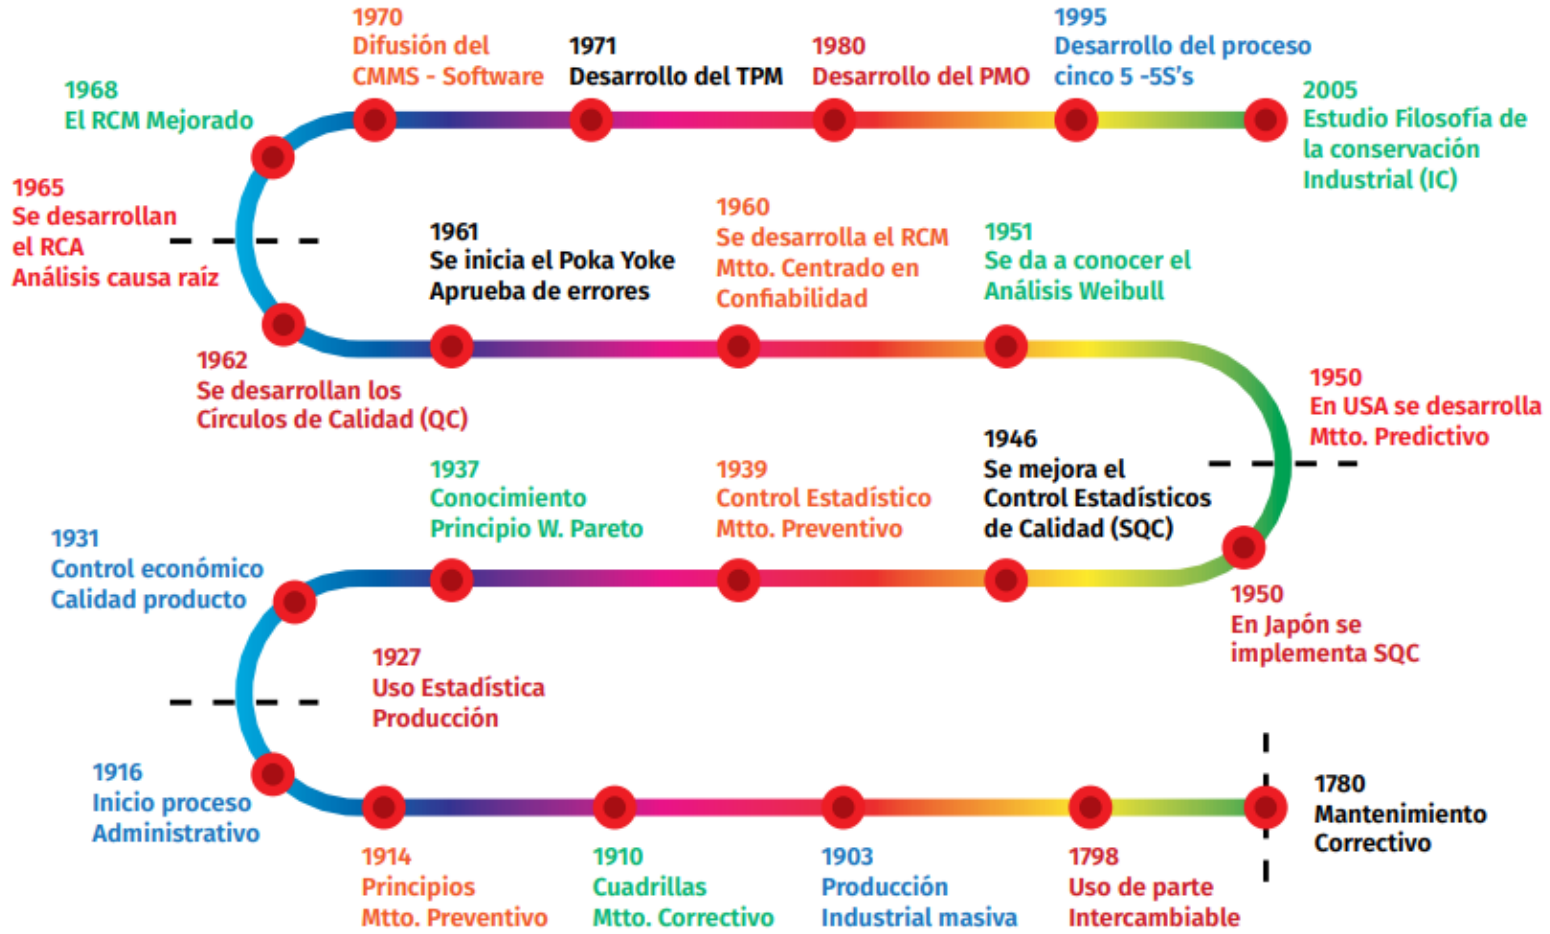 1970
Difusión del
CMMS - Software
1971
Desarrollo del TPM
1980
Desarrollo del PMO
1995
Desarrollo del proceso
cinco 5 -5S's
1968
El RCM Mejorado
2005
Estudio Filosofía de
la conservación
Industrial (IC)
1965
Se desarrollan
el RCA
Análisis causa raíz
1961
Se inicia el Poka Yoke
Aprueba de errores
1960
Se desarrolla el RCM
Mtto. Centrado en
Confiabilidad
1951
Se da a conocer el
Análisis Weibull
1962
Se desarrollan los
Círculos de Calidad (QC)
1950
En USA se desarrolla
Mtto. Predictivo
1937
Conocimiento
Principio W. Pareto
1939
Control Estadístico
Mtto. Preventivo
1946
Se mejora el
Control Estadísticos
de Calidad (SQC)
1931
Control económico
Calidad producto
1950
En Japón se
implementa SQC
1927
Uso Estadística
Producción
1916
Inicio proceso
Administrativo
1780
Mantenimiento
Correctivo
1914
Principios
Mtto. Preventivo
1910
Cuadrillas
Mtto. Correctivo
1903
Producción
Industrial masiva
1798
Uso de parte
Intercambiable